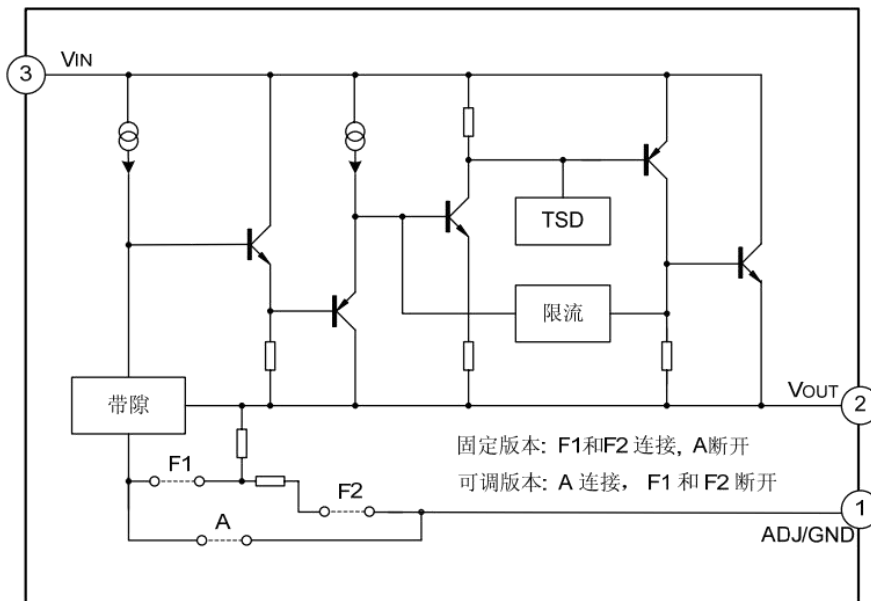 3
VIN
TSD
限流
带隙
VOUT
2
固定版本: F1和F2 连接, A断开
F1
可调版本: A 连接, F1 和 F2 断开
F2
1
A
ADJ/GND